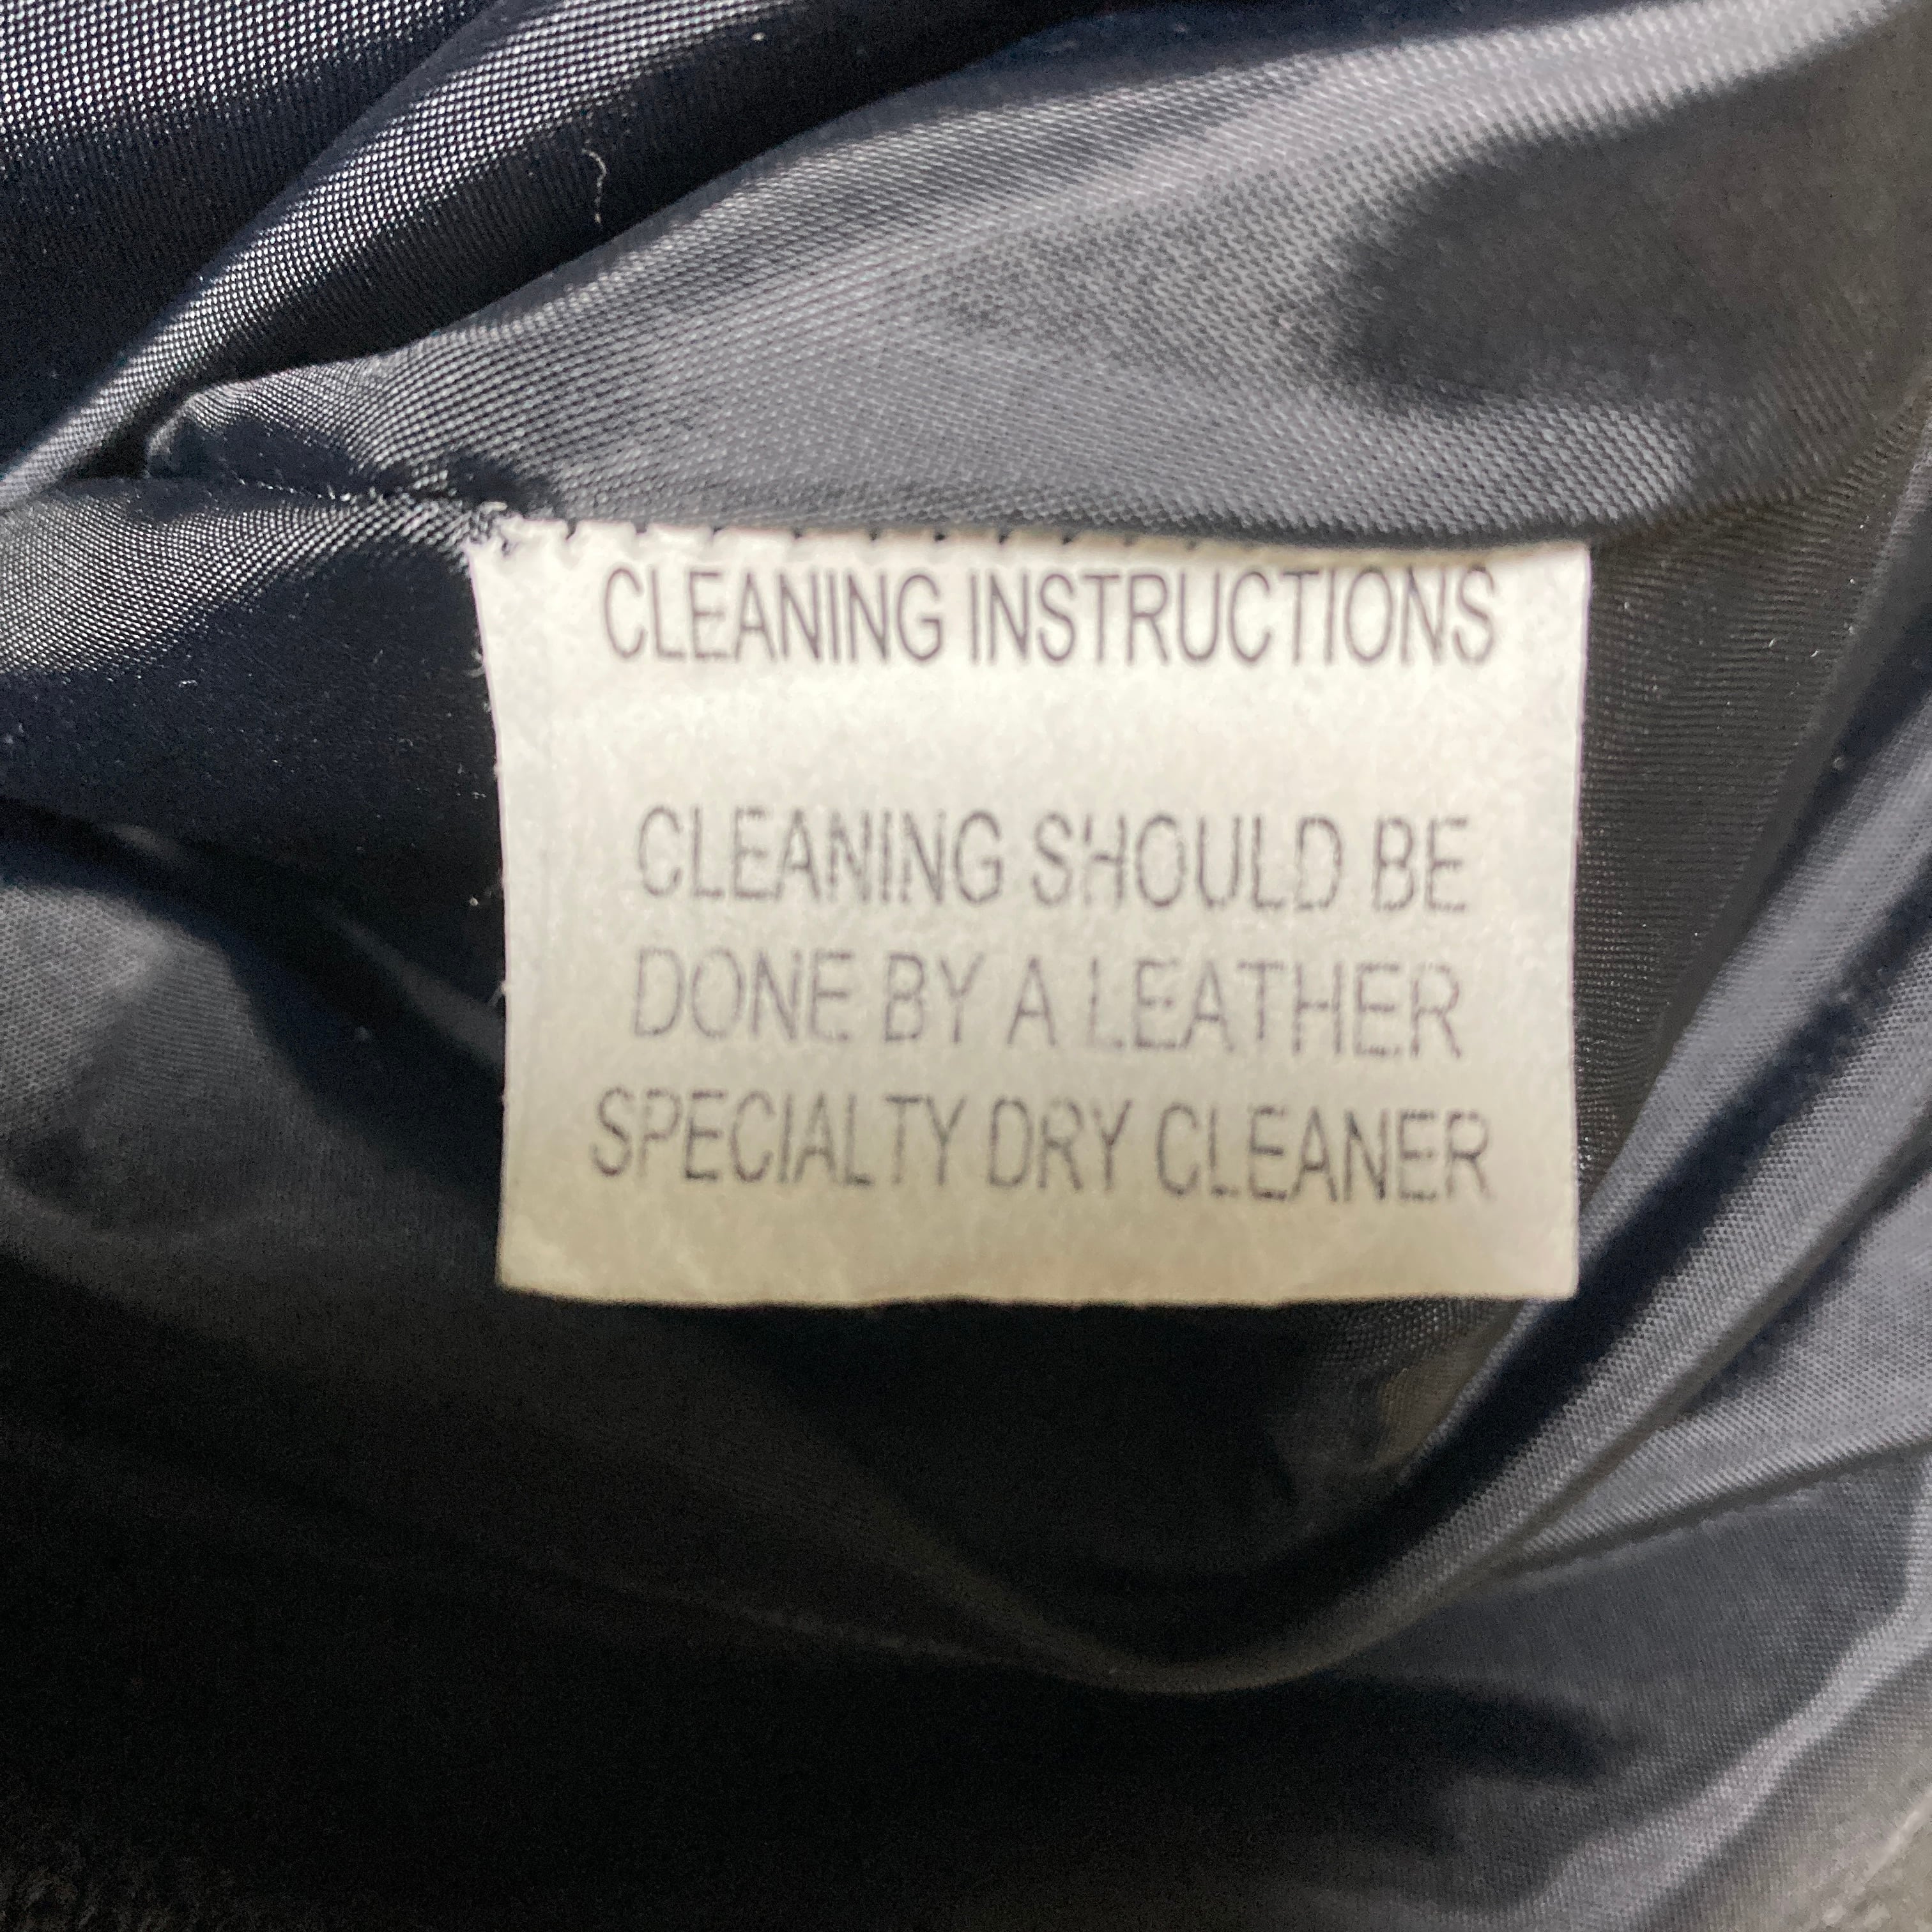 CLEANING INSTRUCTIONS
CLEANING SHOULD BE
DONE BY A LEATHER
SPECIALTY DRY CLEANER